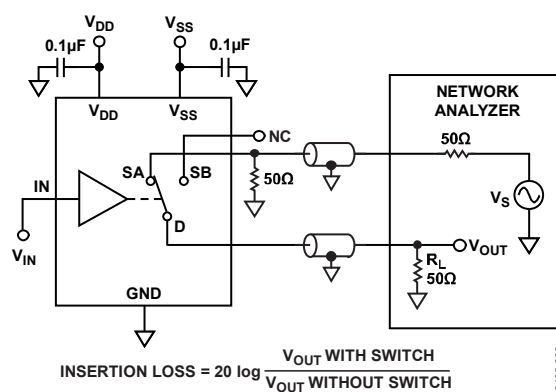 VDD
VSS
0.1µF
0.1µF
VDD
VSS
NETWORK
ANALYZER
NC
50Ω
SA
SB
IN
50Ω
VS
D
VIN
VOUT
RL
50Ω
GND
INSERTION LOSS = 20 log VOUT WITH SWITCH
VOUT WITHOUT SWITCH